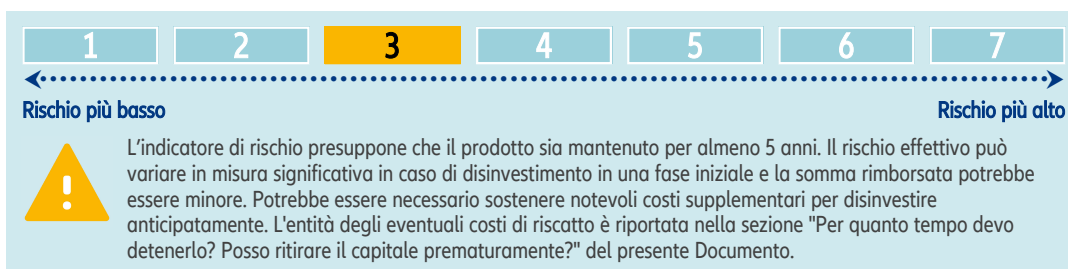 1 2 3 4 5 6 7
Rischio più basso Rischio più alto
L'indicatore di rischio presuppone che il prodotto sia mantenuto per almeno 5 anni. Il rischio effettivo può
variare in misura significativa in caso di disinvestimento in una fase iniziale e la somma rimborsata potrebbe
essere minore. Potrebbe essere necessario sostenere notevoli costi supplementari per disinvestire
anticipatamente. L'entità degli eventuali costi di riscatto è riportata nella sezione "Per quanto tempo devo
detenerlo? Posso ritirare il capitale prematuramente?" del presente Documento.